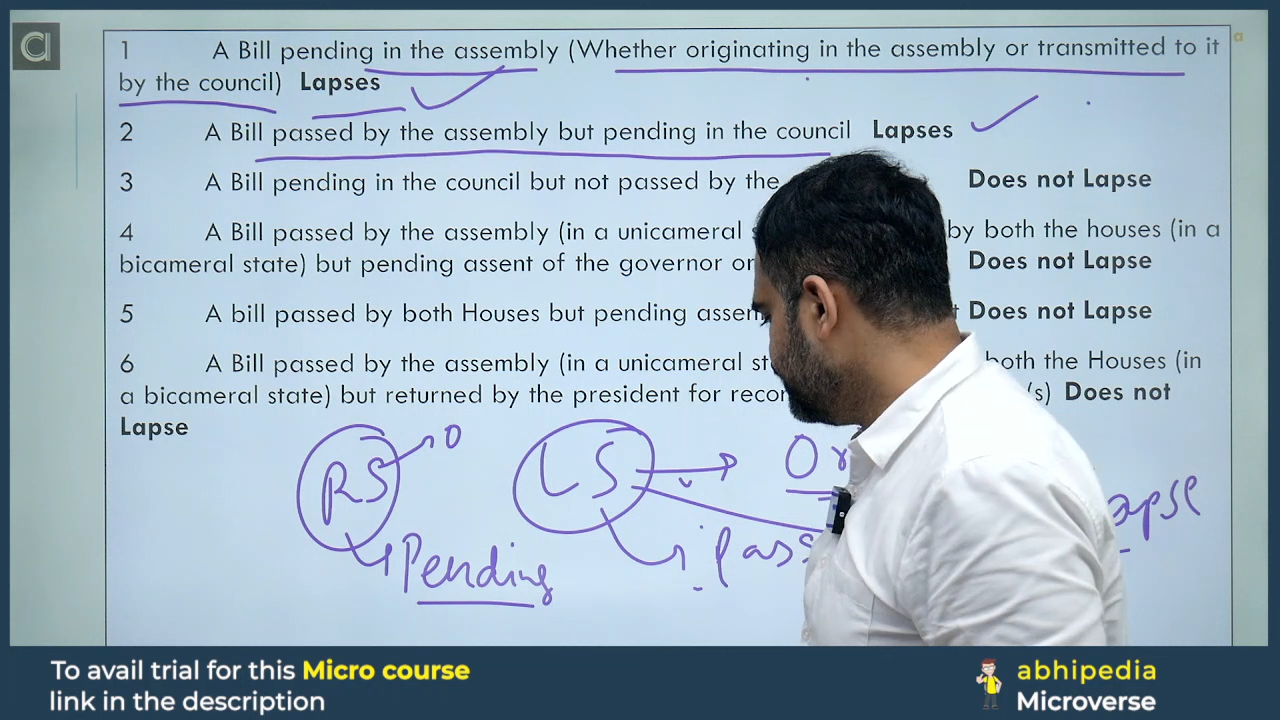 1 A Bill pending in the assembly (Whether originating in the assembly or transmitted to it
by the council) Lapses
2 A Bill passed by the assembly but pending in the council Lapses
3 A Bill pending in the council but not passed by the Does not Lapse
4 A Bill passed by the assembly (in a unicameral by both the houses (in a
bicameral state) but pending assent of the governor or Does not Lapse
5 A bill passed by both Houses but pending Does not Lapse
6 A Bill passed by the assembly (in a unicameral both the Houses (in
a bicameral state) but returned by the president for (s) Does not
Lapse
RS O LS
Pending
To avail trial for this Micro course
link in the description
abhipedia
Microverse